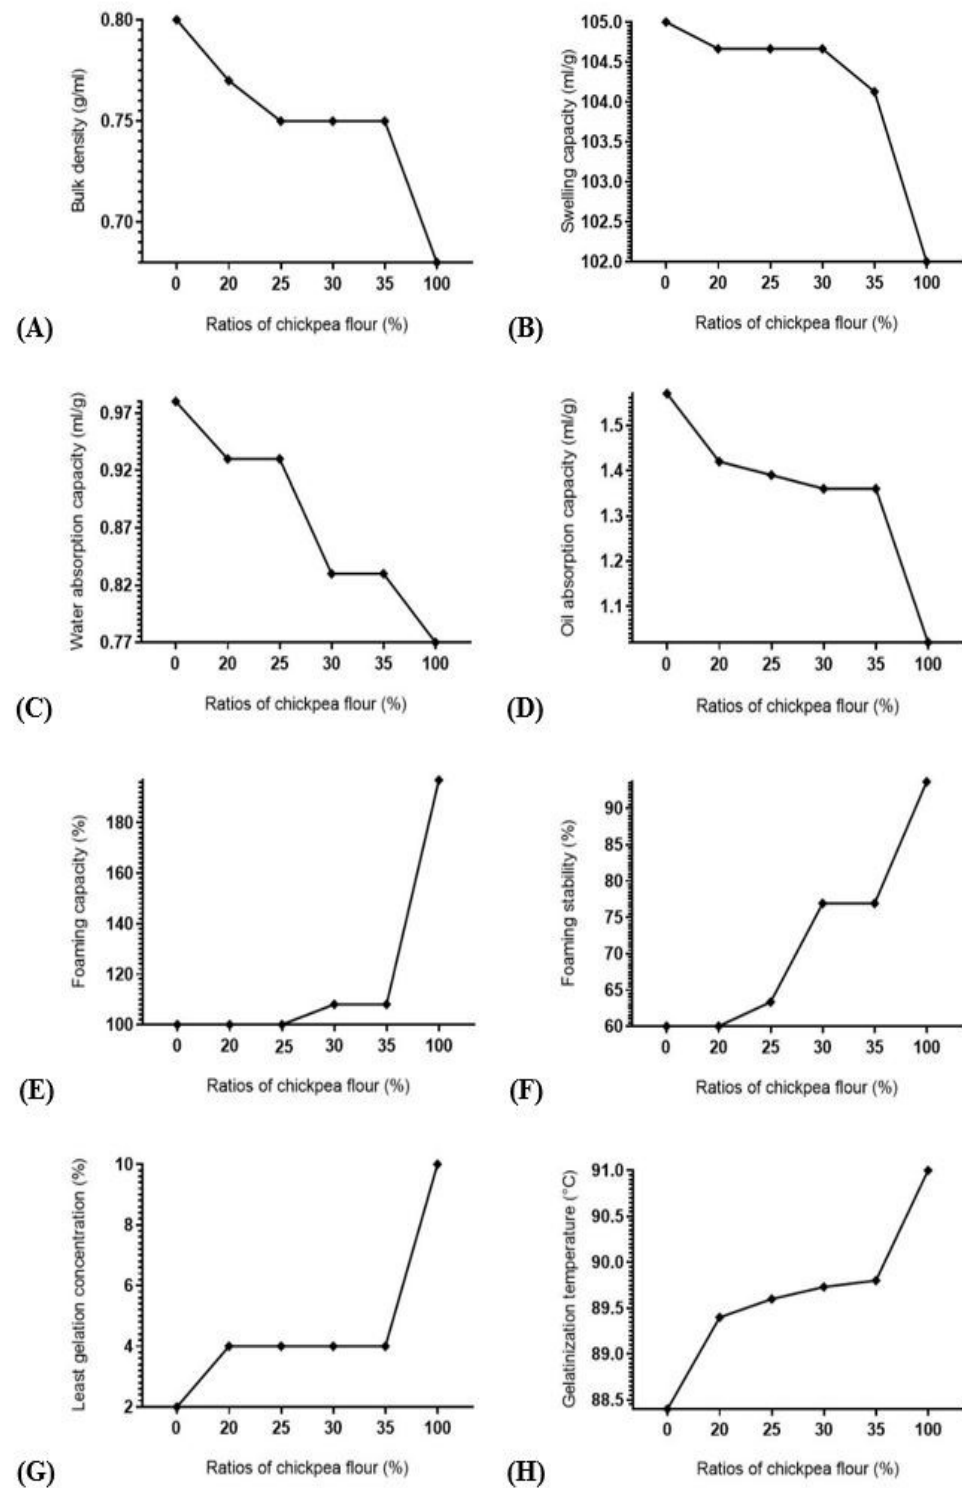 Bulk density (g/ml)
0.80
0.75
0.70
0 20 25 30 35 100
Ratios of chickpea flour (%)
(A)
Swelling capacity (ml/g)
105.0
104.5
104.0
103.5
103.0
102.5
102.0
0 20 25 30 35 100
Ratios of chickpea flour (%)
(B)
Water absorption capacity (ml/g)
0.97
0.92
0.87
0.82
0.77
0 20 25 30 35 100
Ratios of chickpea flour (%)
(C)
Oil absorption capacity (ml/g)
1.5
1.4
1.3
1.2
1.1
0 20 25 30 35 100
Ratios of chickpea flour (%)
(D)
Foaming capacity (%)
180
160
140
120
100
0 20 25 30 35 100
Ratios of chickpea flour (%)
(E)
Foaming stability (%)
90
85
80
75
70
65
60
0 20 25 30 35 100
Ratios of chickpea flour (%)
(F)
Least gelation concentration (%)
10
8
6
4
2
0 20 25 30 35 100
Ratios of chickpea flour (%)
(G)
Gelatinization temperature (°C)
91.0
90.5
90.0
89.5
89.0
88.5
0 20 25 30 35 100
Ratios of chickpea flour (%)
(H)